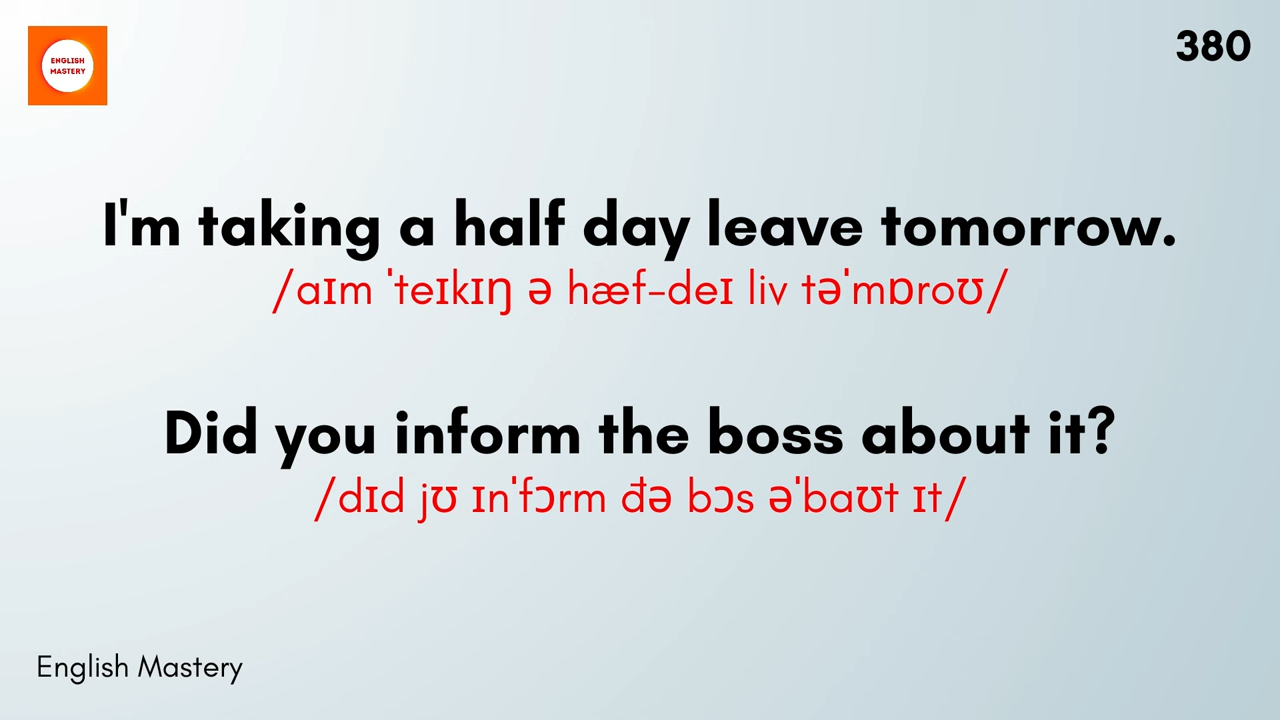 ENGLISH
MASTERY
380
I'm taking a half day leave tomorrow.
/aɪm ˈteɪkɪŋ ə hæf-deɪ liv təˈmɒroʊ/
Did you inform the boss about it?
/dɪd jʊ ɪnˈfɔrm đə bɔs əˈbaʊt ɪt/
English Mastery